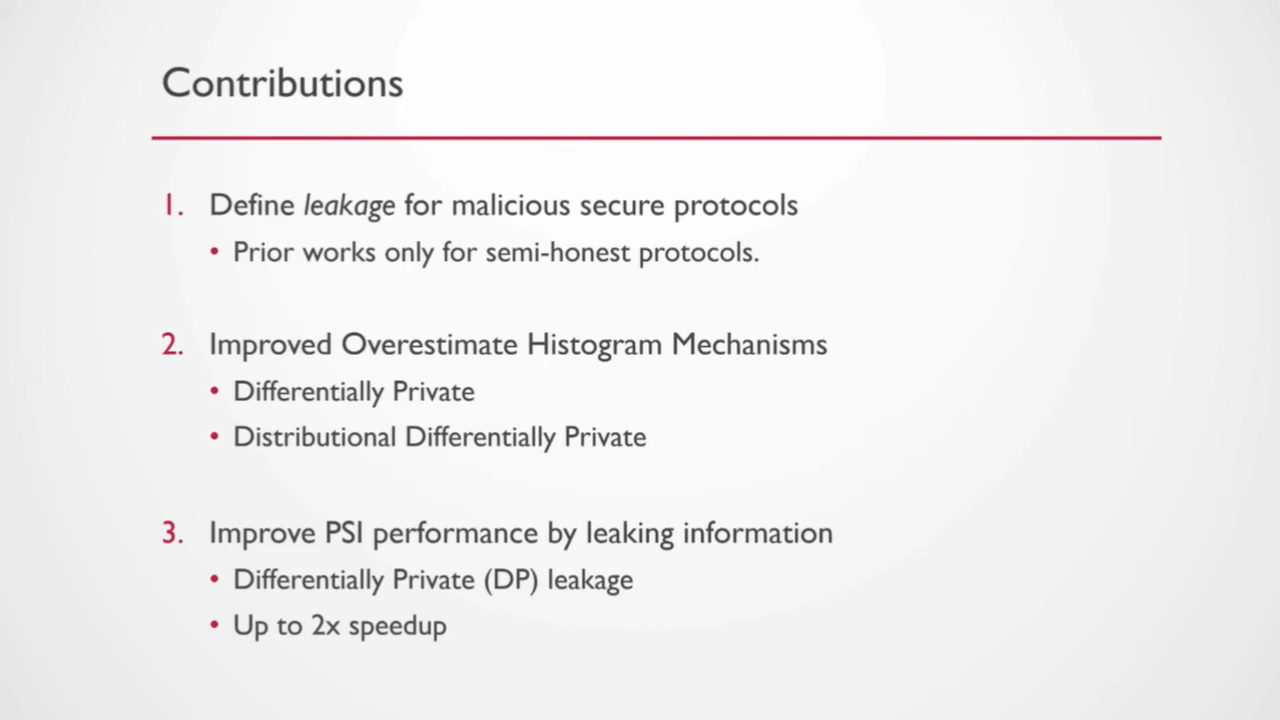 Contributions
1. Define leakage for malicious secure protocols
• Prior works only for semi-honest protocols.
2. Improved Overestimate Histogram Mechanisms
• Differentially Private
• Distributional Differentially Private
3. Improve PSI performance by leaking information
• Differentially Private (DP) leakage
• Up to 2x speedup